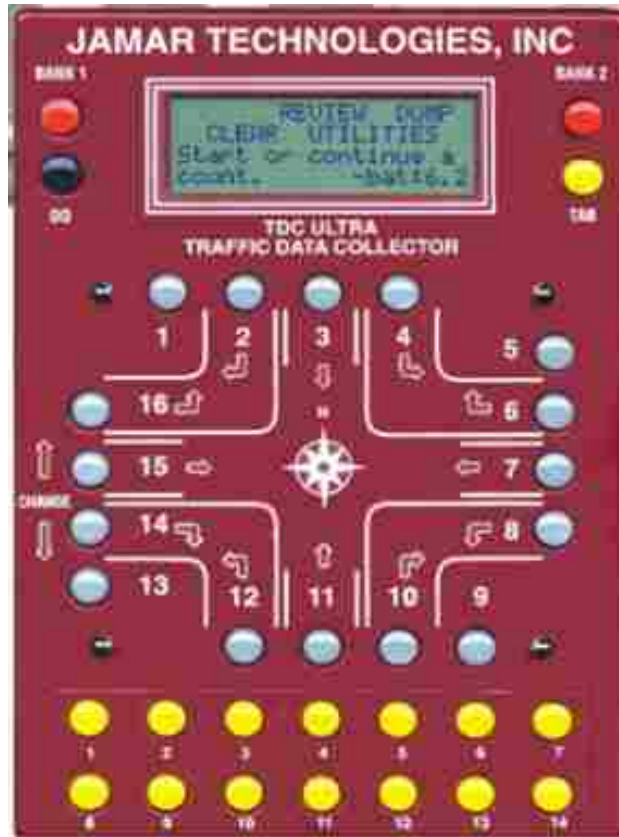 JAMAR TECHNOLOGIES, INC
BANK 1
BANK 2
REVIEW DUMP
CLEAR UTILITIES
Start or continue a
count. -batt6.2
DO
TAB
TDC ULTRA
TRAFFIC DATA COLLECTOR
1 2 3 4
5
16 6
N
15 7
CHANGE
14 8
13 12 11 10 9
1 2 3 4 5 6 7
8 9 10 11 12 13 14